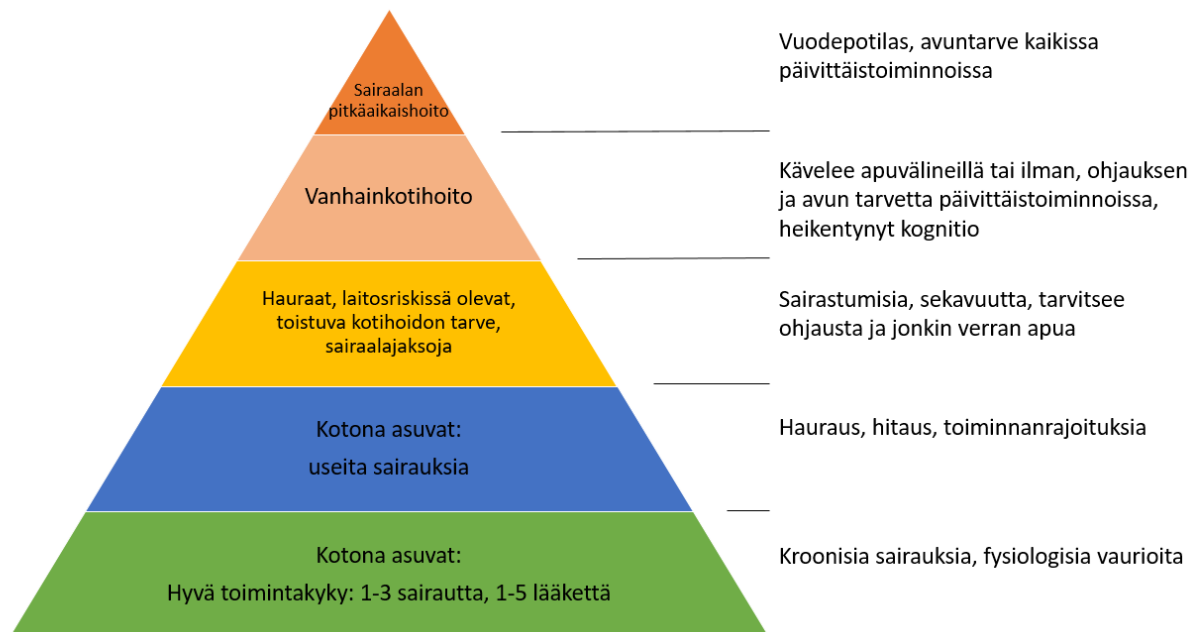 Sairaalan
pitkäaikaishoito
Vuodepotilas, avuntarve kaikissa
päivittäistoiminnoissa
Vanhainkotihoito
Kävelee apuvälineillä tai ilman, ohjauksen
ja avun tarvetta päivittäistoiminnoissa,
heikentynyt kognitio
Hauraat, laitosriskissä olevat,
toistuva kotihoidon tarve,
sairaalajaksoja
Sairastumisia, sekavuutta, tarvitsee
ohjausta ja jonkin verran apua
Kotona asuvat:
useita sairauksia
Hauraus, hitaus, toiminnanrajoituksia
Kotona asuvat:
Hyvä toimintakyky: 1-3 sairautta, 1-5 lääkettä
Kroonisia sairauksia, fysiologisia vaurioita